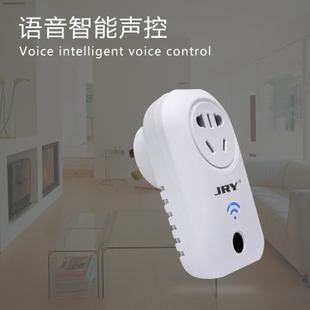 语音智能声控
Voice intelligent voice control
JRY